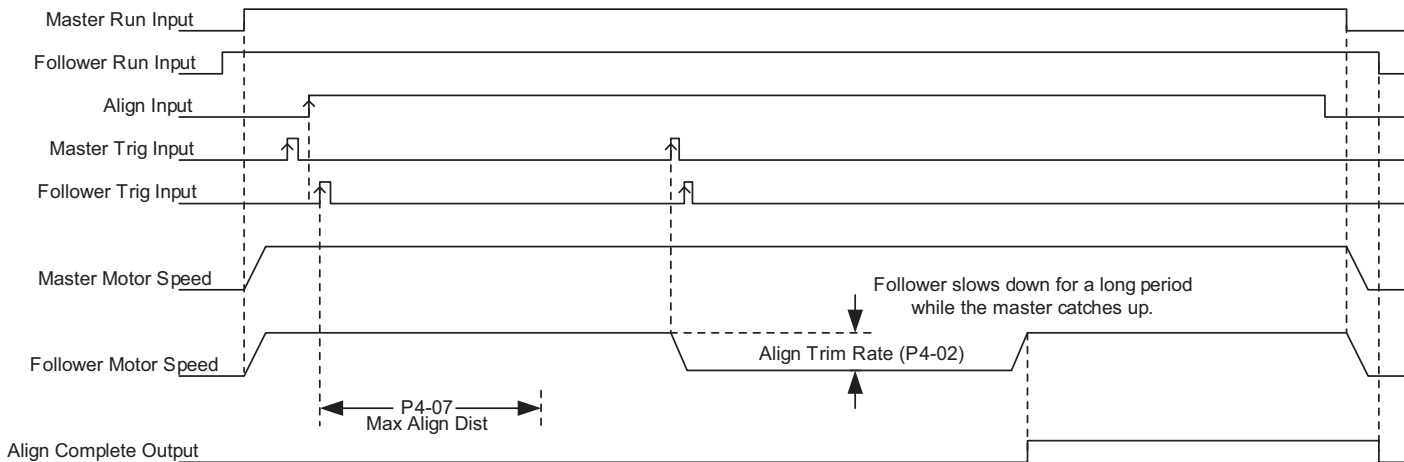 Master Run Input
Follower Run Input
Align Input
Master Trig Input
Follower Trig Input
Master Motor Speed
Follower slows down for a long period
while the master catches up.
Follower Motor Speed
Align Trim Rate (P4-02)
P4-07
Max Align Dist
Align Complete Output